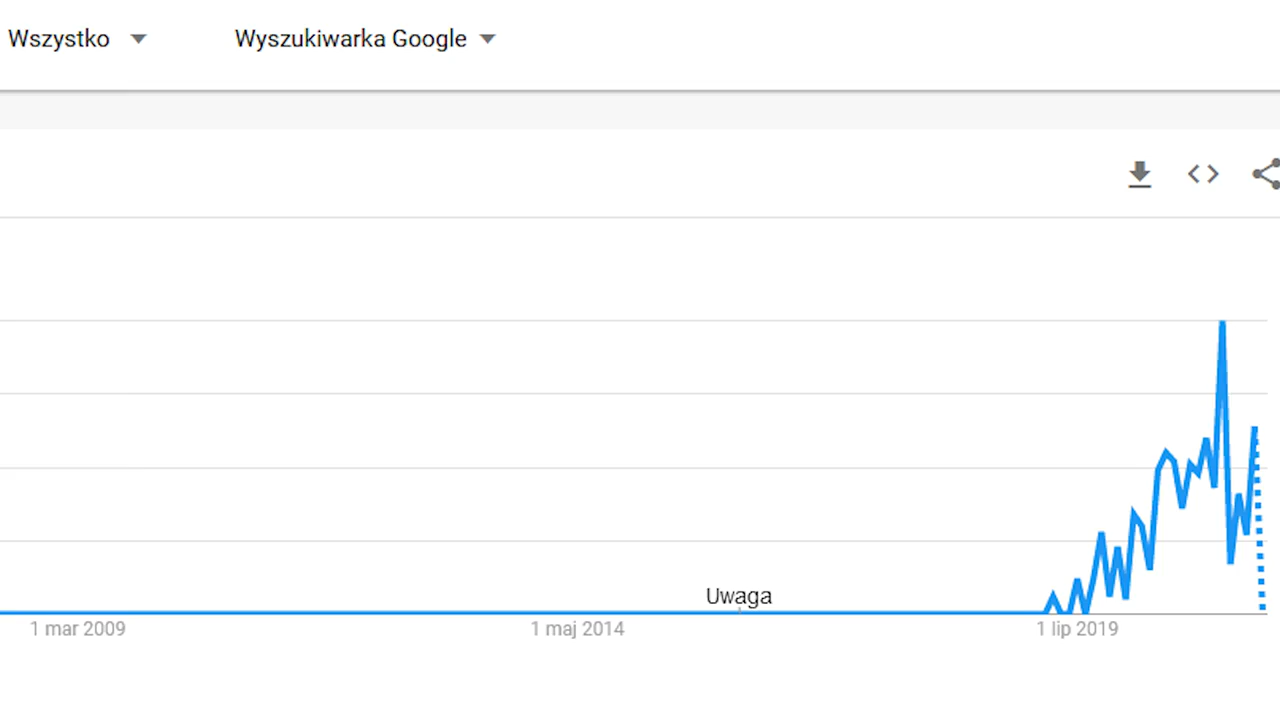 Wszystko
Wyszukiwarka Google
Uwaga
1 mar 2009
1 maj 2014
1 lip 2019